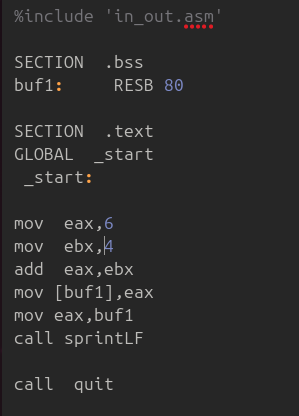 %include 'in_out.asm'
SECTION  .bss
buf1:     RESB 80
SECTION  .text
GLOBAL  _start
 _start:
mov  eax,6
mov  ebx,4
add  eax,ebx
mov [buf1],eax
mov eax,buf1
call sprintLF
call  quit